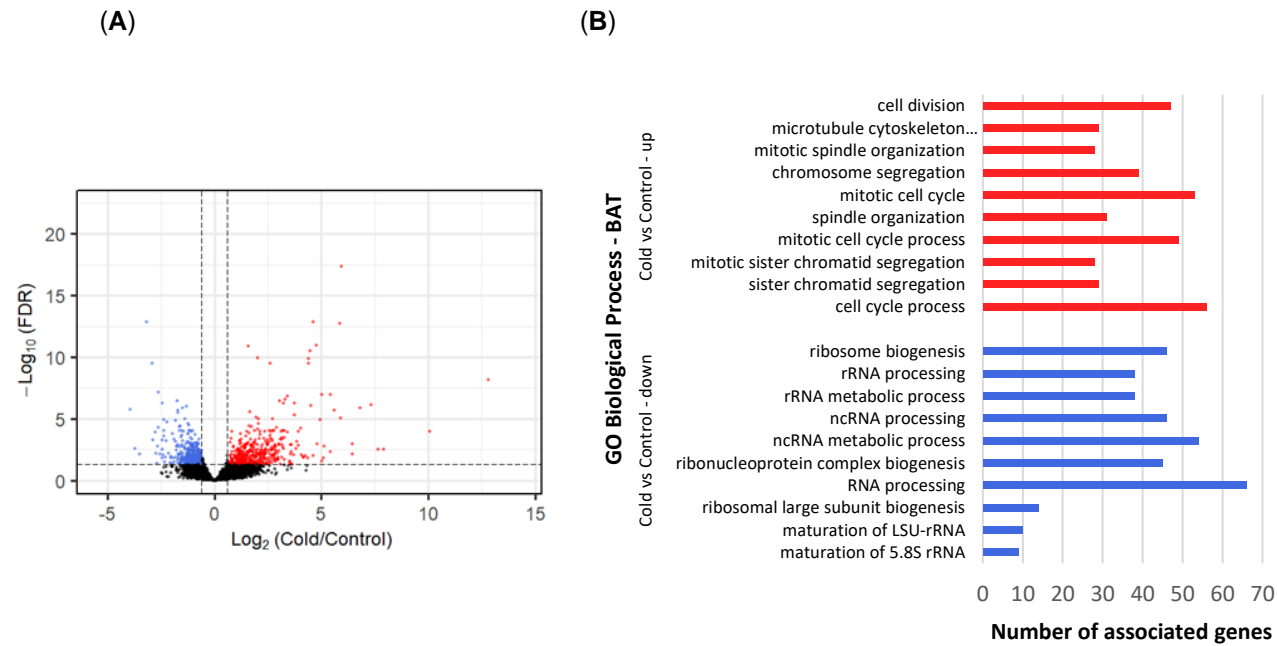 (A)
20
15
10
5
0
−Log10 (FDR)
-5
0
5
10
15
Log2 (Cold/Control)
(B)
GO Biological Process - BAT
Cold vs Control - up
cell division
microtubule cytoskeleton…
mitotic spindle organization
chromosome segregation
mitotic cell cycle
spindle organization
mitotic cell cycle process
mitotic sister chromatid segregation
sister chromatid segregation
cell cycle process
Cold vs Control - down
ribosome biogenesis
rRNA processing
rRNA metabolic process
ncRNA processing
ncRNA metabolic process
ribonucleoprotein complex biogenesis
RNA processing
ribosomal large subunit biogenesis
maturation of LSU-rRNA
maturation of 5.8S rRNA
0 10 20 30 40 50 60 70
Number of associated genes